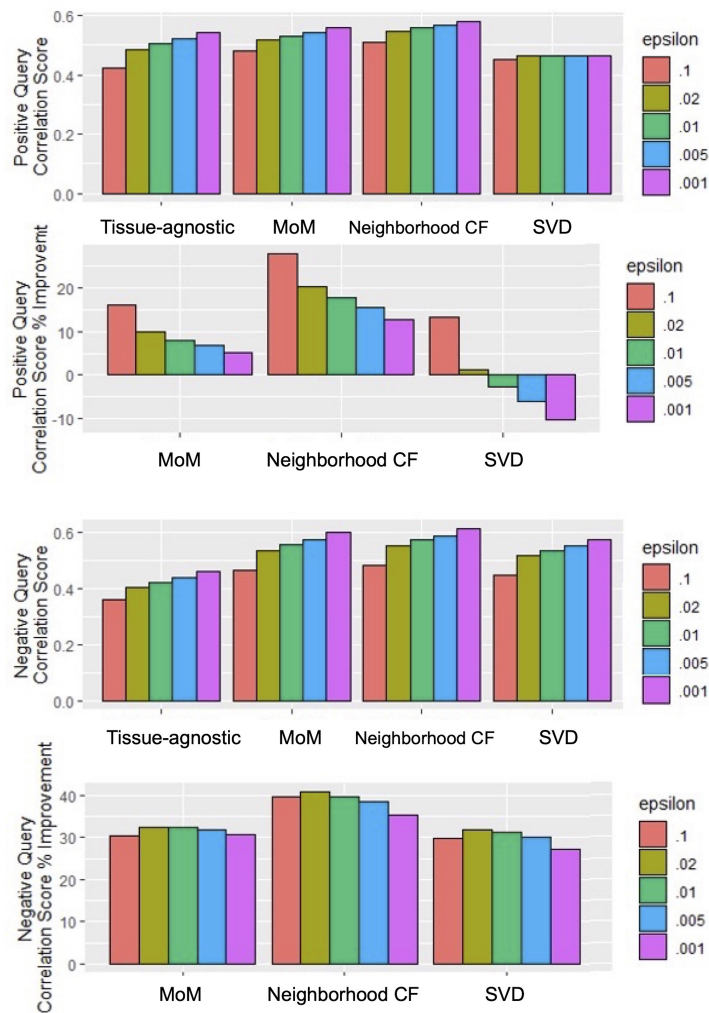 Positive Query
Correlation Score
0.6
0.4
0.2
0.0
Tissue-agnostic MoM Neighborhood CF SVD
epsilon
.1
.02
.01
.005
.001
Positive Query
Correlation Score % Improvemt
20
10
0
-10
MoM Neighborhood CF SVD
epsilon
.1
.02
.01
.005
.001
Negative Query
Correlation Score
0.6
0.4
0.2
0.0
Tissue-agnostic MoM Neighborhood CF SVD
epsilon
.1
.02
.01
.005
.001
Negative Query
Correlation Score % Improvement
40
30
20
10
0
MoM Neighborhood CF SVD
epsilon
.1
.02
.01
.005
.001